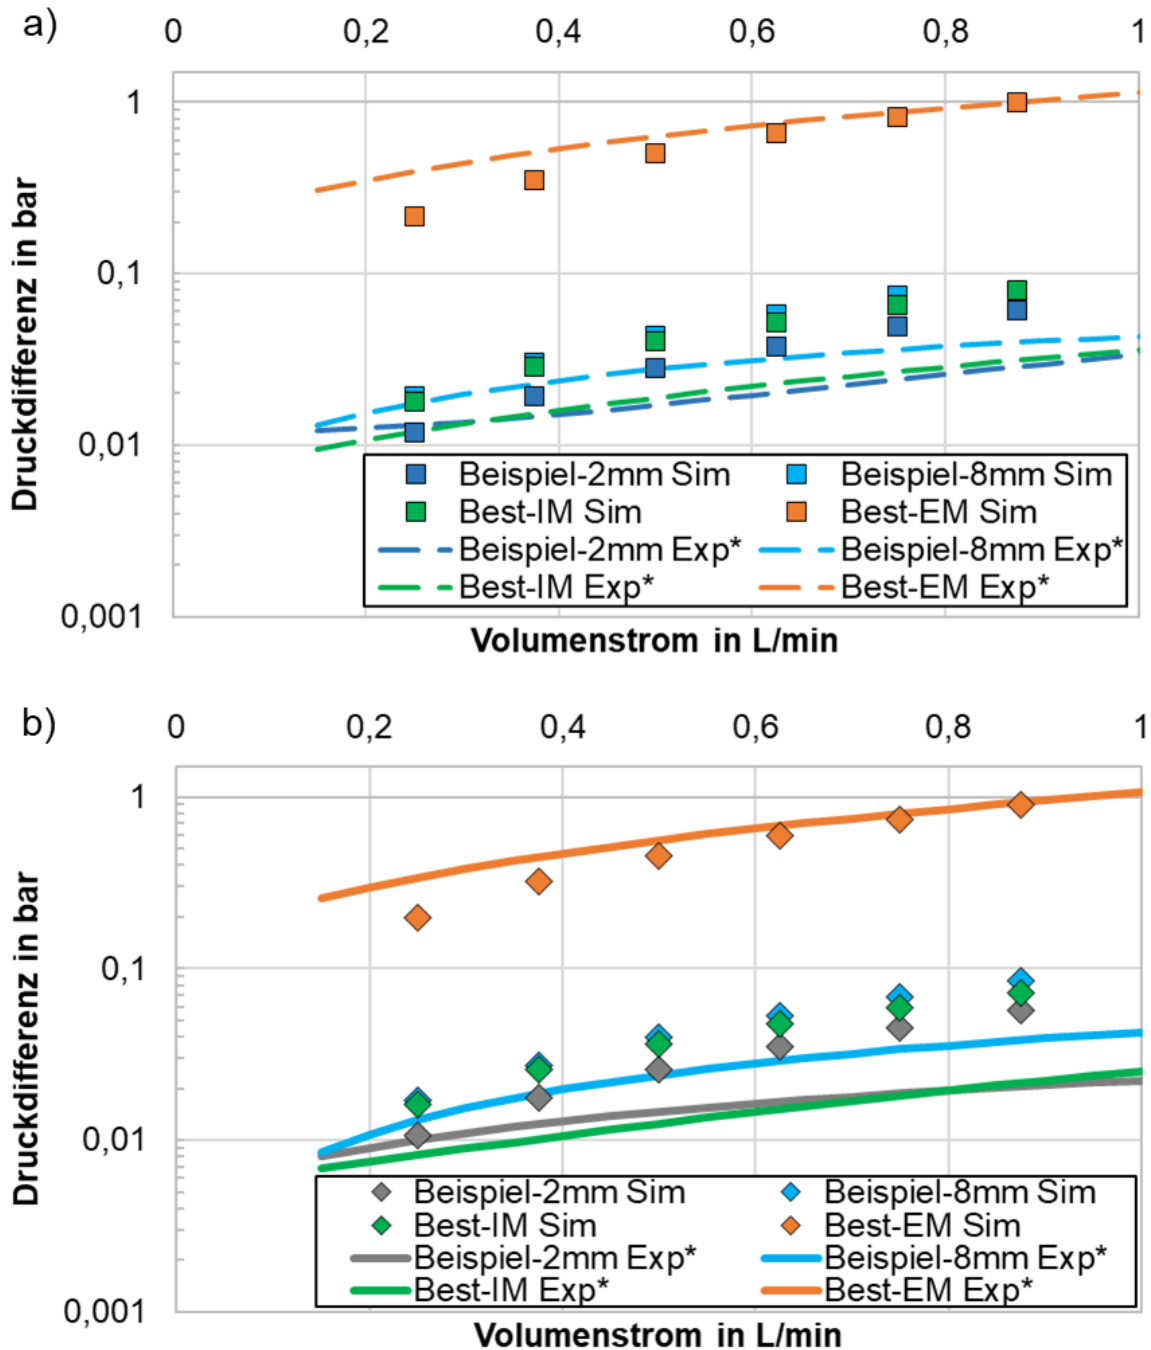 a)
0 0,2 0,4 0,6 0,8 1
1
0,1
0,01
0,001
Druckdifferenz in bar
Beispiel-2mm Sim Beispiel-8mm Sim
Best-IM Sim Best-EM Sim
Beispiel-2mm Exp* Beispiel-8mm Exp*
Best-IM Exp* Best-EM Exp*
Volumenstrom in L/min
b)
0 0,2 0,4 0,6 0,8 1
1
0,1
0,01
0,001
Druckdifferenz in bar
Beispiel-2mm Sim Beispiel-8mm Sim
Best-IM Sim Best-EM Sim
Beispiel-2mm Exp* Beispiel-8mm Exp*
Best-IM Exp* Best-EM Exp*
Volumenstrom in L/min